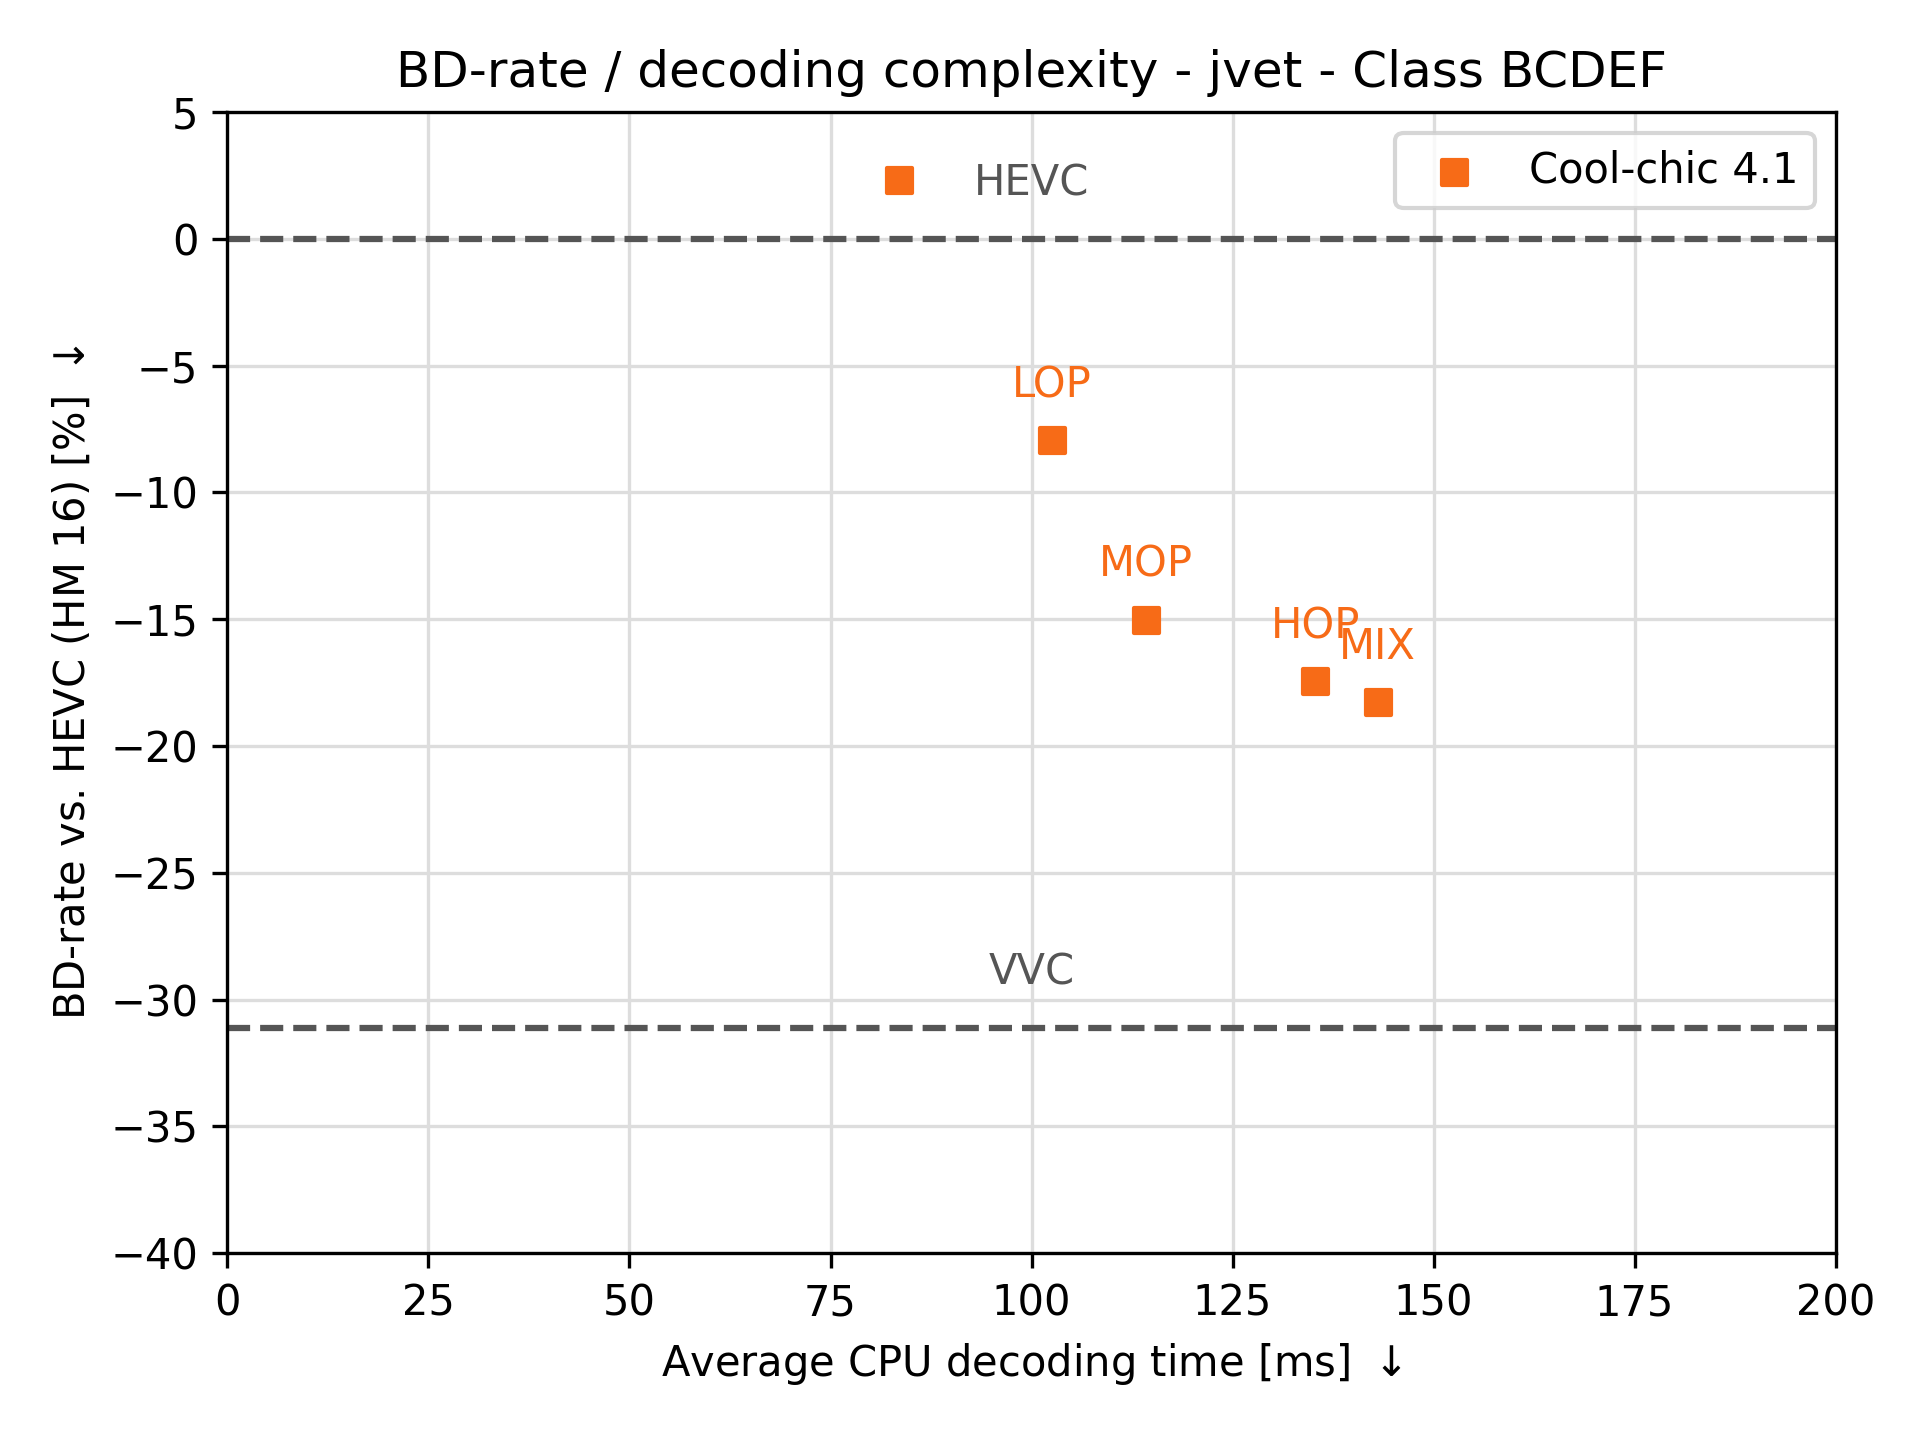 BD-rate / decoding complexity - jvet - Class BCDEF
Cool-chic 4.1
HEVC
LOP
MOP
HOP
MIX
VVC
BD-rate vs. HEVC (HM 16) [%] ↓
5
0
−5
−10
−15
−20
−25
−30
−35
−40
0 25 50 75 100 125 150 175 200
Average CPU decoding time [ms] ↓